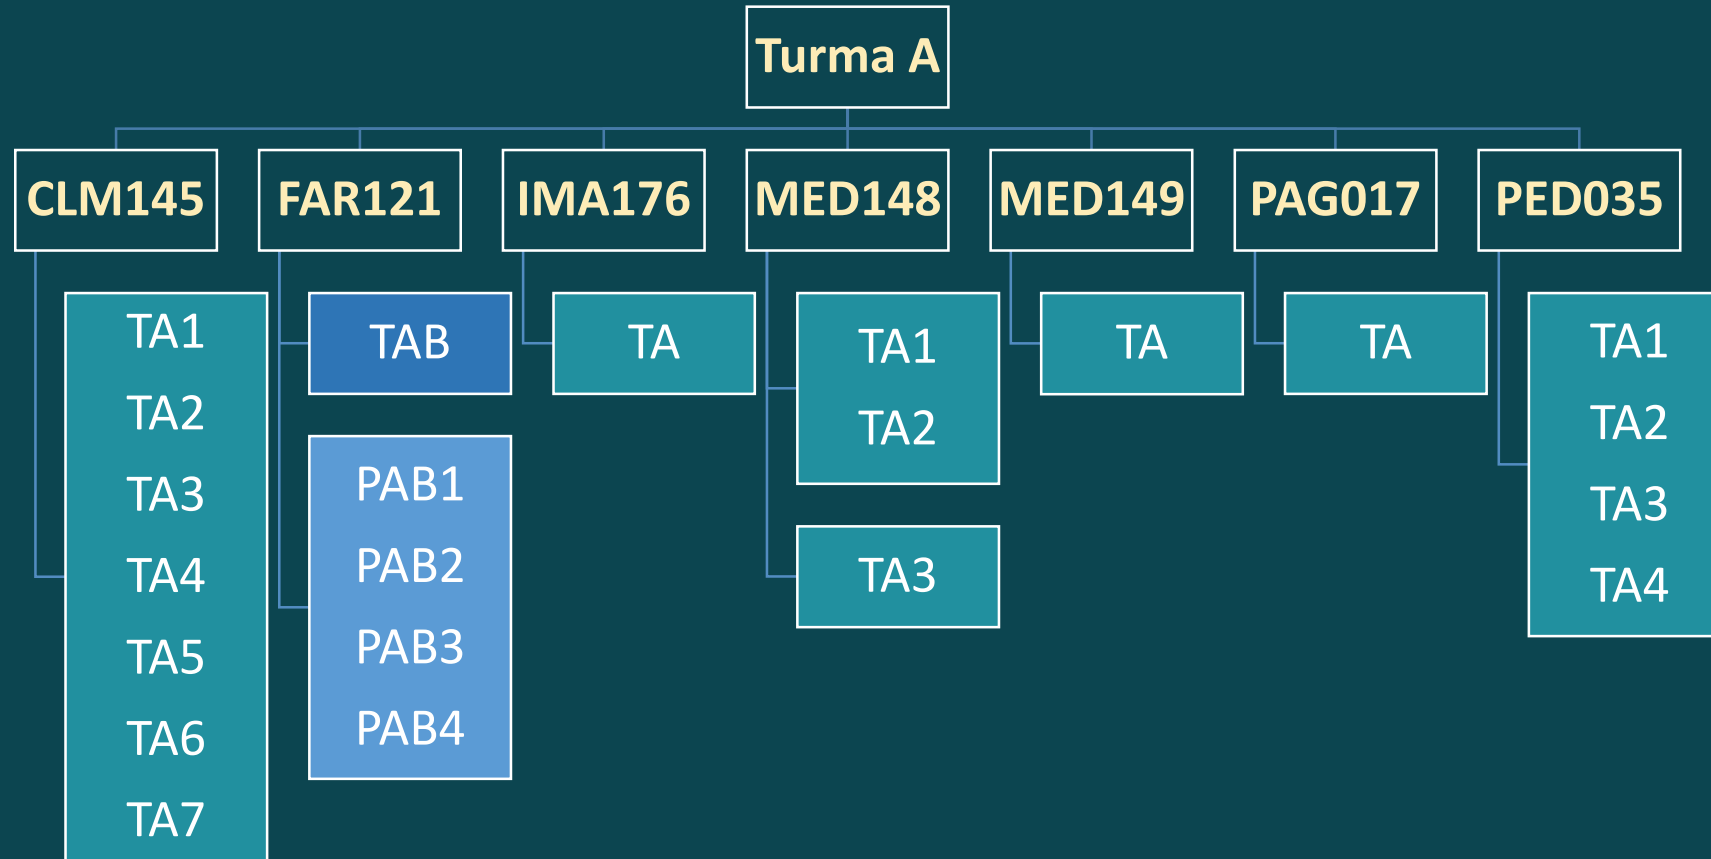 Turma A
CLM145
FAR121
IMA176
MED148
MED149
PAG017
PED035
TA1
TA2
TA3
TA4
TA5
TA6
TA7
TAB
PAB1
PAB2
PAB3
PAB4
TA
TA1
TA2
TA3
TA
TA
TA1
TA2
TA3
TA4